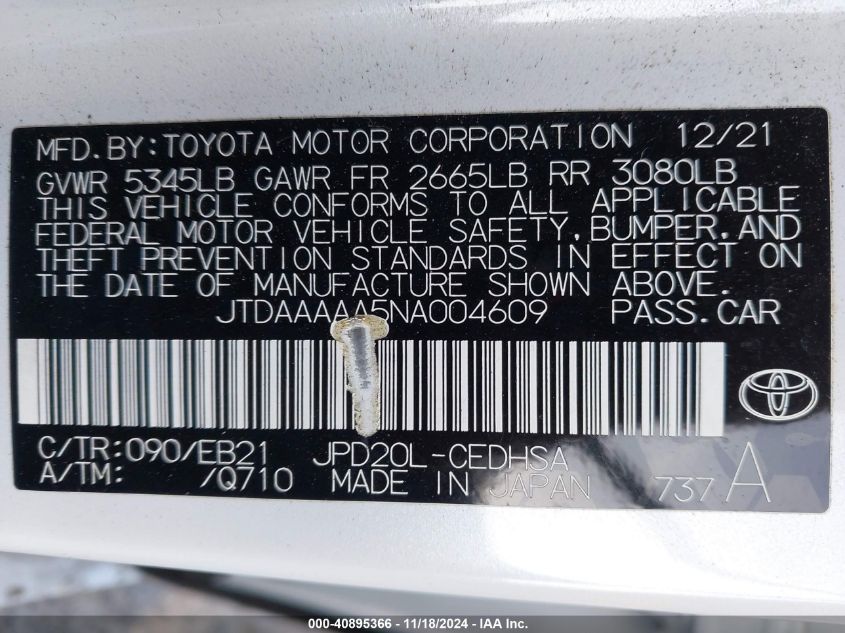 MFD.BY:TOYOTA MOTOR CORPORATION 12/21
GVWR 5345LB GAWR FR 2665LB RR 3080LB
THIS VEHICLE CONFORMS TO ALL APPLICABLE
FEDERAL MOTOR VEHICLE SAFETY, BUMPER, AND
THEFT PREVENTION STANDARDS IN EFFECT ON
THE DATE OF MANUFACTURE SHOWN ABOVE.
JTDAAAAA5NA004609 PASS.CAR
C/TR:090/EB21 JPD20L-CEDHSA
A/TM: /Q710 MADE IN JAPAN 737 A
000-40895366 - 11/18/2024 - IAA Inc.